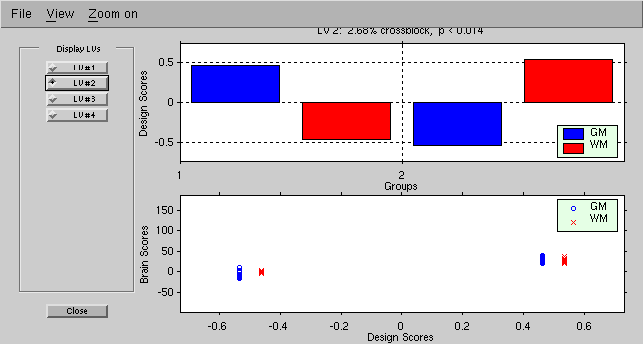 File View Zoom on
LV 2: 2.68% crossblock, p < 0.014
Display LVs
LV#1
LV#2
LV#3
LV#4
Close
Design Scores
0.5
0
-0.5
GM
WM
1
2
Groups
Brain Scores
150
100
50
0
-50
GM
WM
-0.6
-0.4
-0.2
0
0.2
0.4
0.6
Design Scores